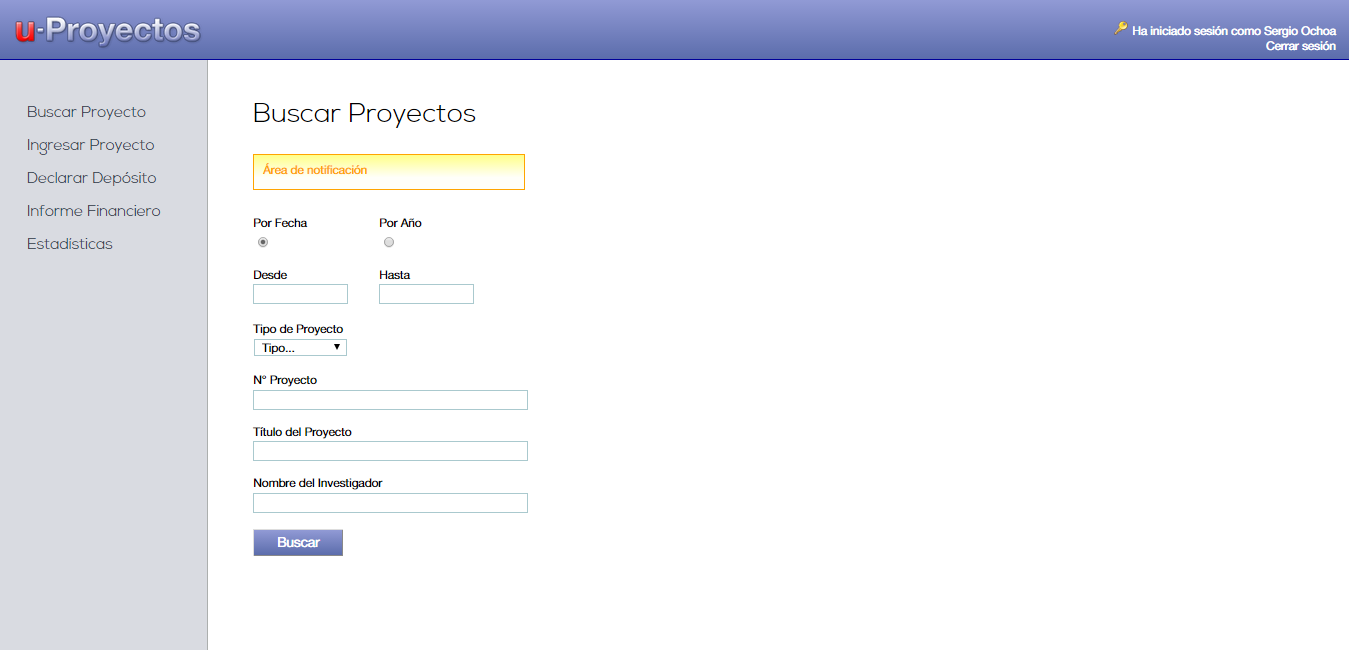 u-Proyectos
Ha iniciado sesión como Sergio Ochoa
Cerrar sesión
Buscar Proyecto
Ingresar Proyecto
Declarar Depósito
Informe Financiero
Estadísticas
Buscar Proyectos
Área de notificación
Por Fecha Por Año
Desde Hasta
Tipo de Proyecto
Tipo...
N° Proyecto
Título del Proyecto
Nombre del Investigador
Buscar